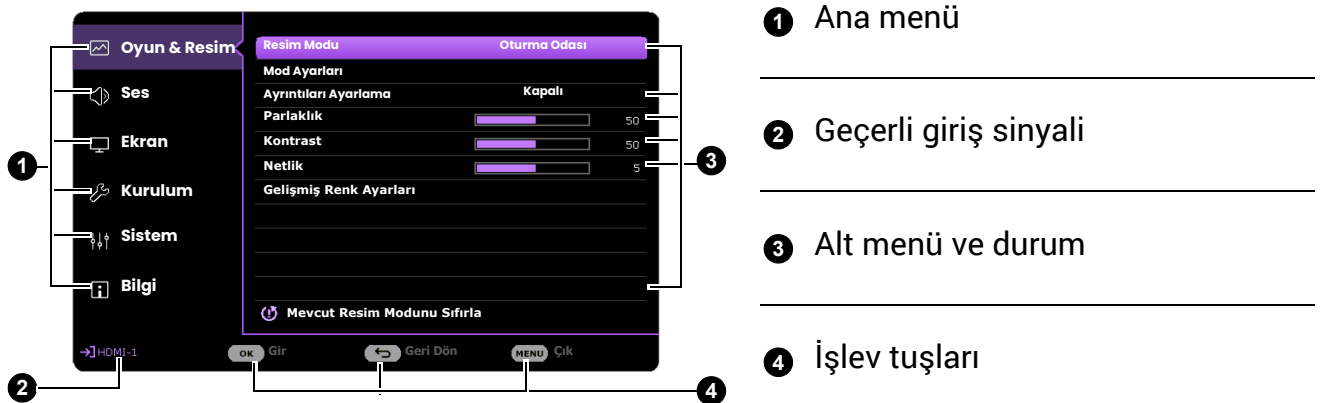 Oyun & Resim
Ses
Ekran
Kurulum
Sistem
Bilgi
Resim Modu Oturma Odası
Mod Ayarları
Ayrıntıları Ayarlama Kapalı
Parlaklık 50
Kontrast 50
Netlik 5
Gelişmiş Renk Ayarları
Mevcut Resim Modunu Sıfırla
HDMI-1 OK Gir Geri Dön MENU Çık
1
2
3
4
1 Ana menü
2 Geçerli giriş sinyali
3 Alt menü ve durum
4 İşlev tuşları